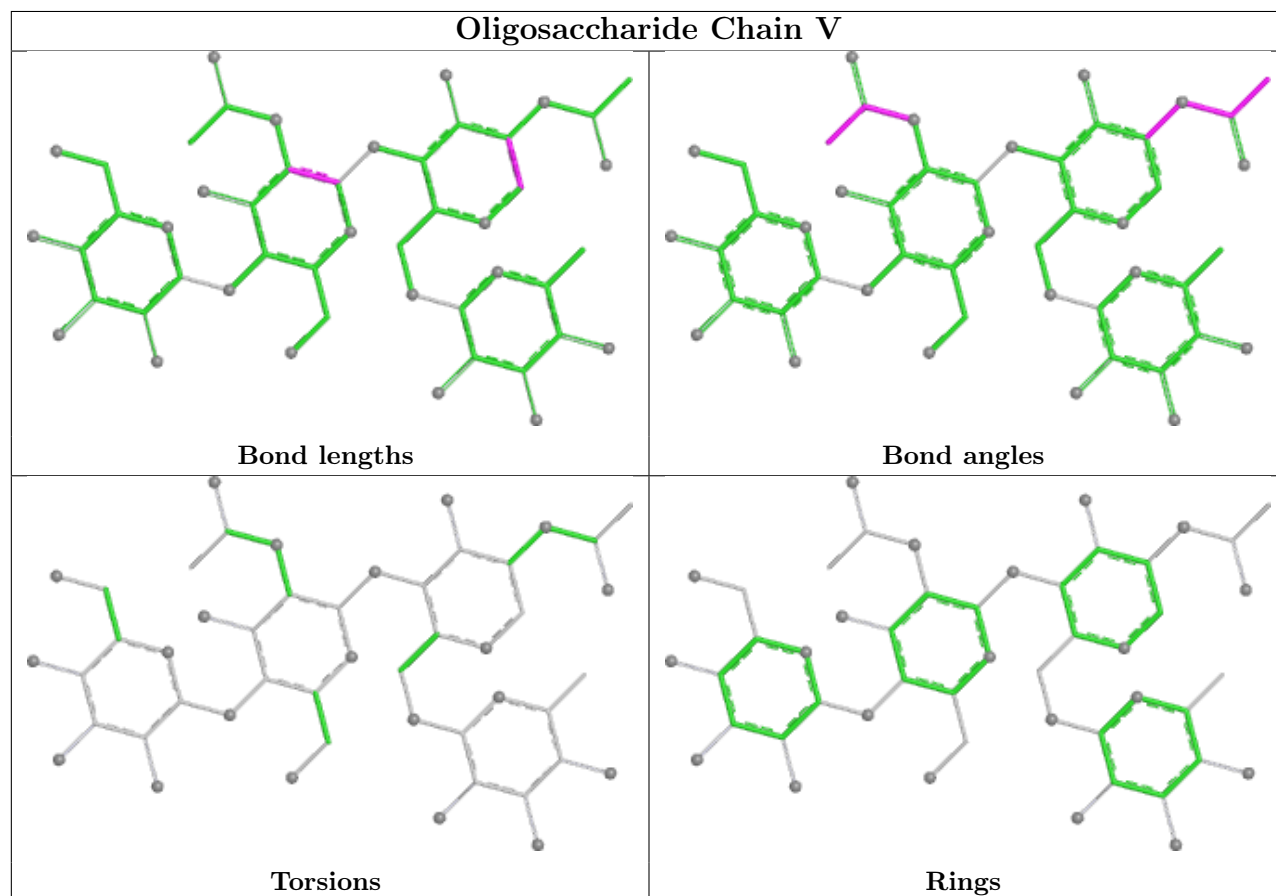 Oligosaccharide Chain V
Bond lengths
Bond angles
Torsions
Rings